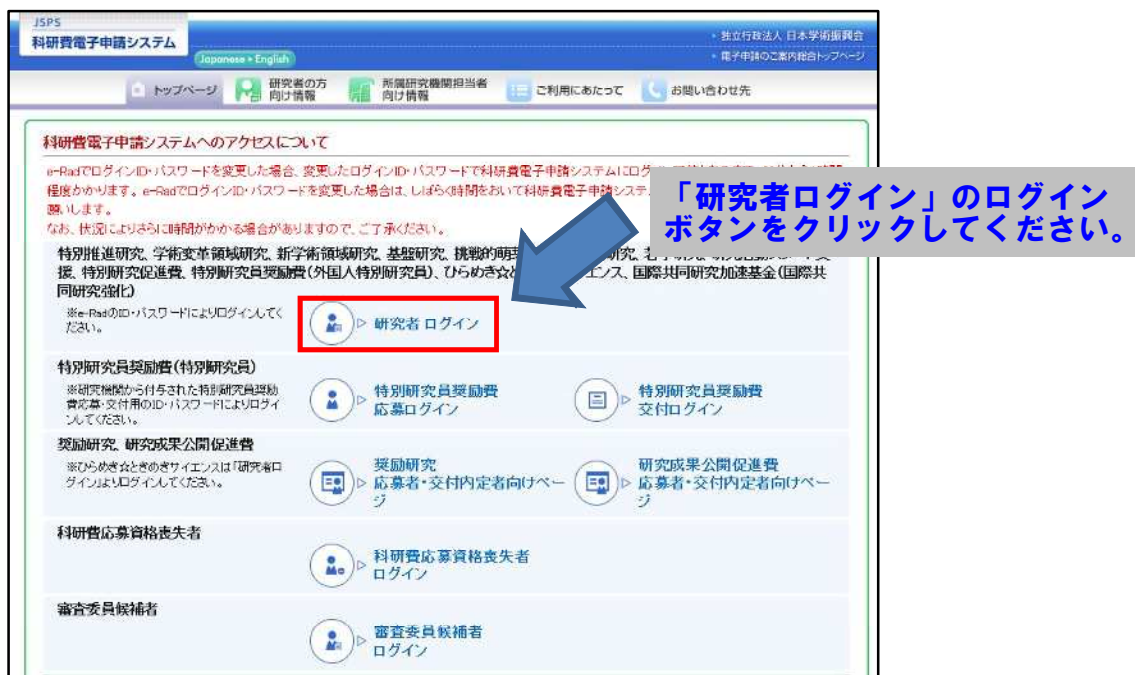 JSPS
科研費電子申請システム
Japanese ▸ English
・独立行政法人 日本学術振興会
・電子申請のご案内総合トップページ
トップページ
研究者の方
向け情報
所属研究機関担当者
向け情報
ご利用にあたって
お問い合わせ先
科研費電子申請システムへのアクセスについて
e-RadでログインID・パスワードを変更した場合、変更したログインID・パスワードで科研費電子申請システムにログ
程度かかります。e-RadでログインID・パスワードを変更した場合は、しばらく時間をおいて科研費電子申請システ
願いします。
なお、状況によりさらに時間がかかる場合がありますので、ご了承ください。
「研究者ログイン」のログイン
ボタンをクリックしてください。
特別推進研究、学術変革領域研究、新学術領域研究、基盤研究、挑戦的萌
援、特別研究促進費、特別研究員奨励費(外国人特別研究員)、ひらめき☆と エンス、国際共同研究加速基金(国際共
同研究強化)
※e-RadのID・パスワードによりログインしてく
ださい。
研究者 ログイン
特別研究員奨励費(特別研究員)
※研究機関から付与された特別研究員奨励
費応募・交付用のID・パスワードによりログイ
ンしてください。
特別研究員奨励費
応募ログイン
特別研究員奨励費
交付ログイン
奨励研究、研究成果公開促進費
※ひらめき☆ときめきサイエンスは「研究者ロ
グイン」よりログインしてください。
奨励研究
応募者・交付内定者向けペー
ジ
研究成果公開促進費
応募者・交付内定者向けペー
ジ
科研費応募資格喪失者
科研費応募資格喪失者
ログイン
審査委員候補者
審査委員候補者
ログイン